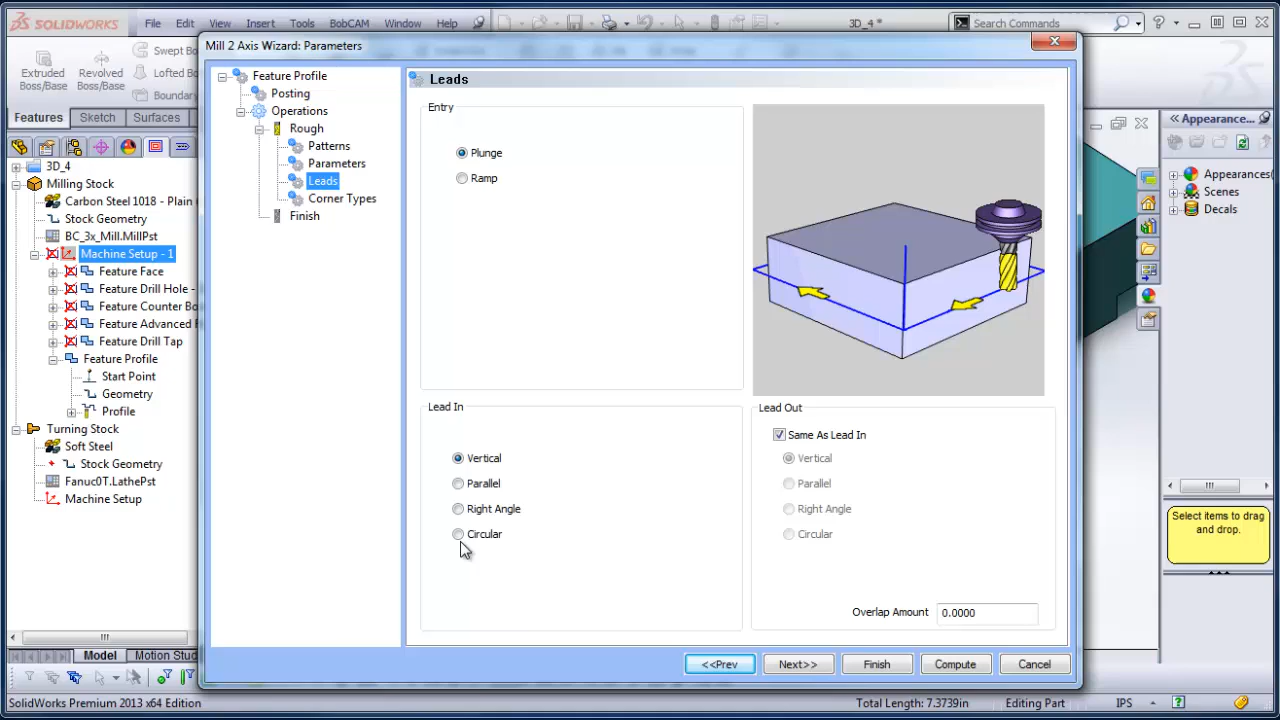 SOLIDWORKS
File Edit View Insert Tools BobCAM Window Help
3D_4 *
Search Commands
Mill 2 Axis Wizard: Parameters
Extruded Boss/Base
Revolved Boss/Base
Swept Bo
Lofted Bo
Boundar
Features Sketch Surfaces
3D_4
Milling Stock
Carbon Steel 1018 - Plain (
Stock Geometry
BC_3x_Mill.MillPst
Machine Setup - 1
Feature Face
Feature Drill Hole -
Feature Counter Bo
Feature Advanced
Feature Drill Tap
Feature Profile
Start Point
Geometry
Profile
Turning Stock
Soft Steel
Stock Geometry
Fanuc0T.LathePst
Machine Setup
Model Motion Stu
Feature Profile
Posting
Operations
Rough
Patterns
Parameters
Leads
Corner Types
Finish
Leads
Entry
Plunge
Ramp
Lead In
Vertical
Parallel
Right Angle
Circular
Lead Out
Same As Lead In
Vertical
Parallel
Right Angle
Circular
Overlap Amount 0.0000
<<Prev Next>> Finish Compute Cancel
Appearance...
Appearances(
Scenes
Decals
Select items to drag
and drop.
SolidWorks Premium 2013 x64 Edition
Total Length: 7.3739in Editing Part IPS